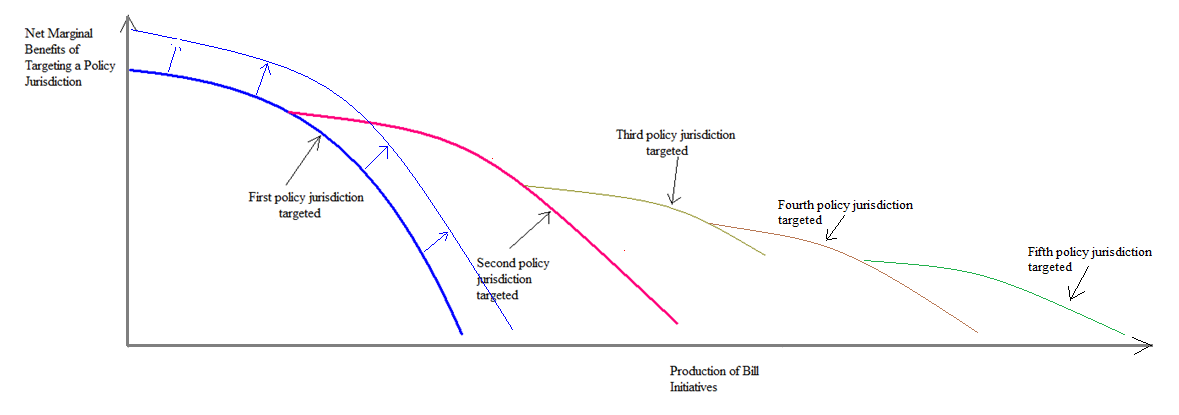 Net Marginal
Benefits of
Targeting a Policy
Jurisdiction
First policy jurisdiction
targeted
Second policy
jurisdiction
targeted
Third policy jurisdiction
targeted
Fourth policy jurisdiction
targeted
Fifth policy jurisdiction
targeted
Production of Bill
Initiatives